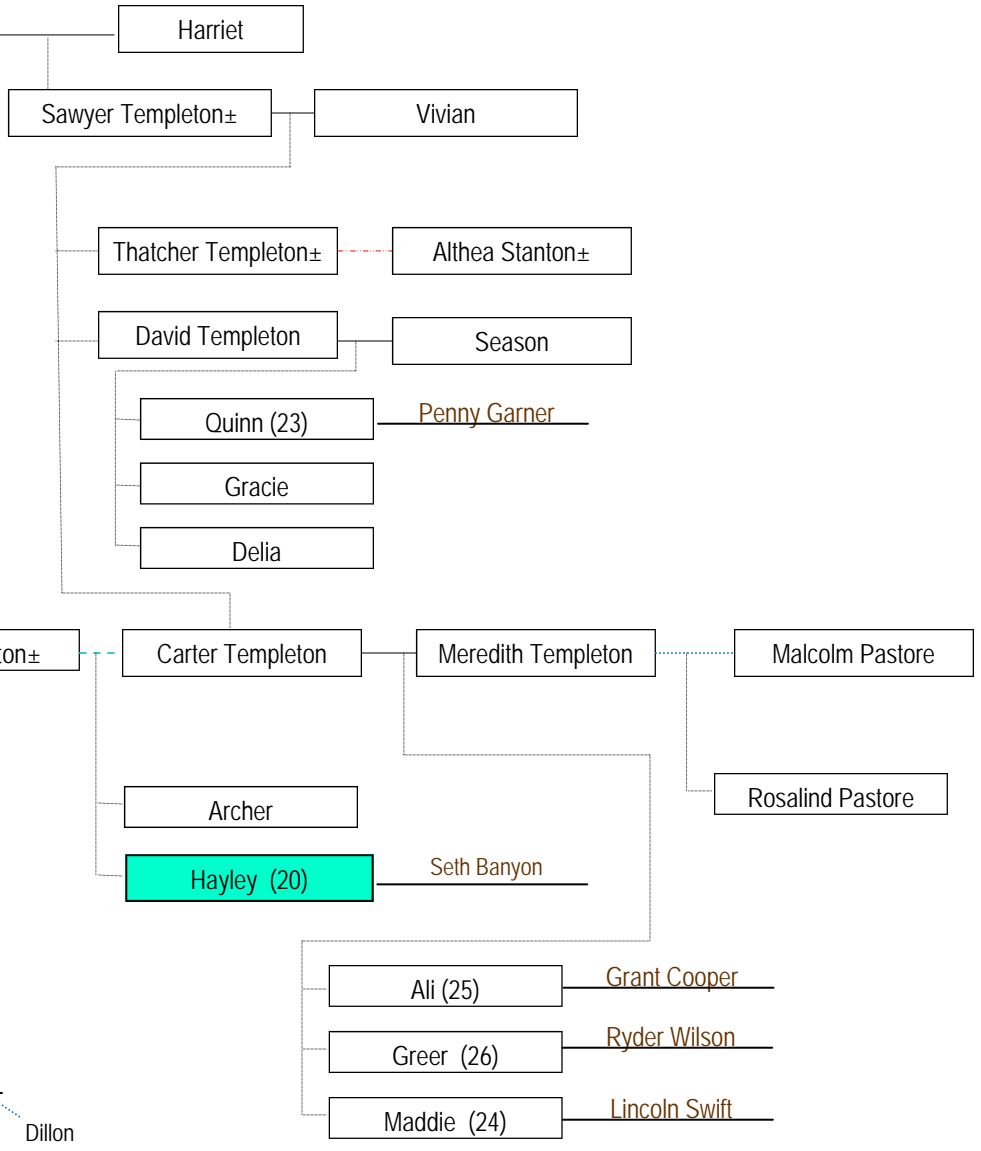 Harriet
Sawyer Templeton±
Vivian
Thatcher Templeton±
Althea Stanton±
David Templeton
Season
Quinn (23)
Penny Garner
Gracie
Delia
ton±
Carter Templeton
Meredith Templeton
Malcolm Pastore
Archer
Rosalind Pastore
Hayley (20)
Seth Banyon
Ali (25)
Grant Cooper
Greer (26)
Ryder Wilson
Maddie (24)
Lincoln Swift
Dillon